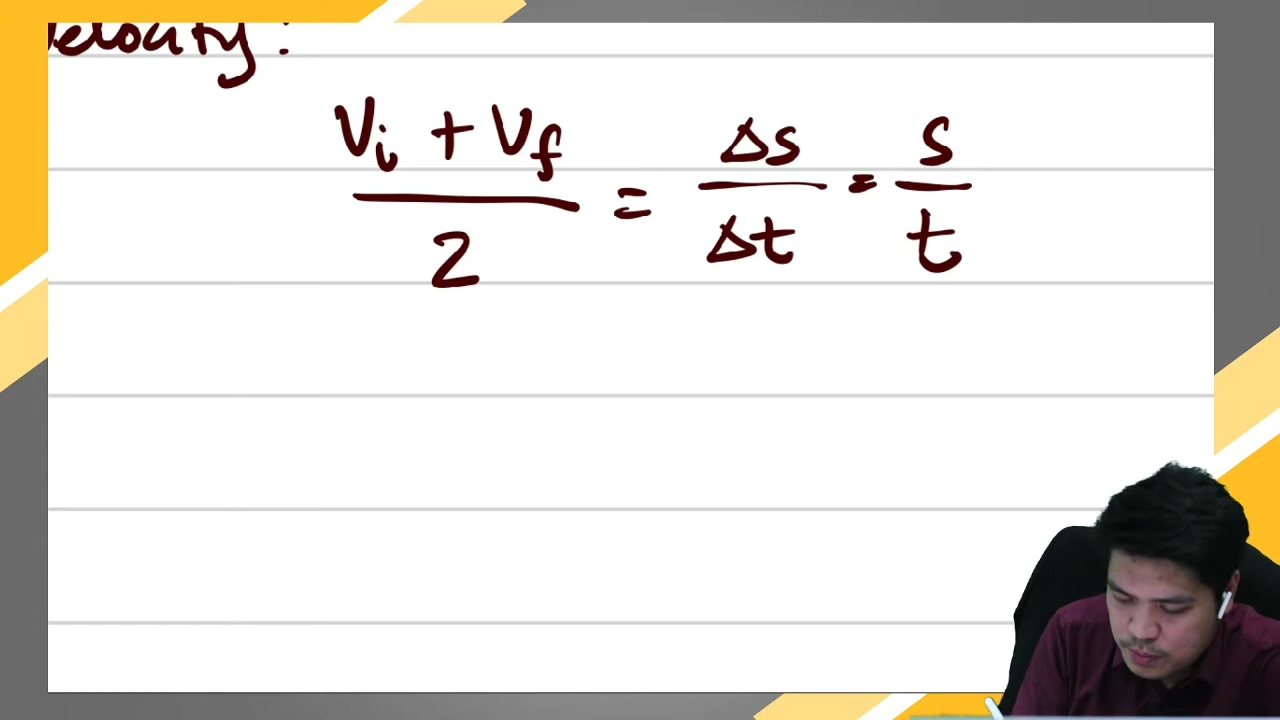 elocity:
Vi + Vf / 2 = Δs / Δt = s / t